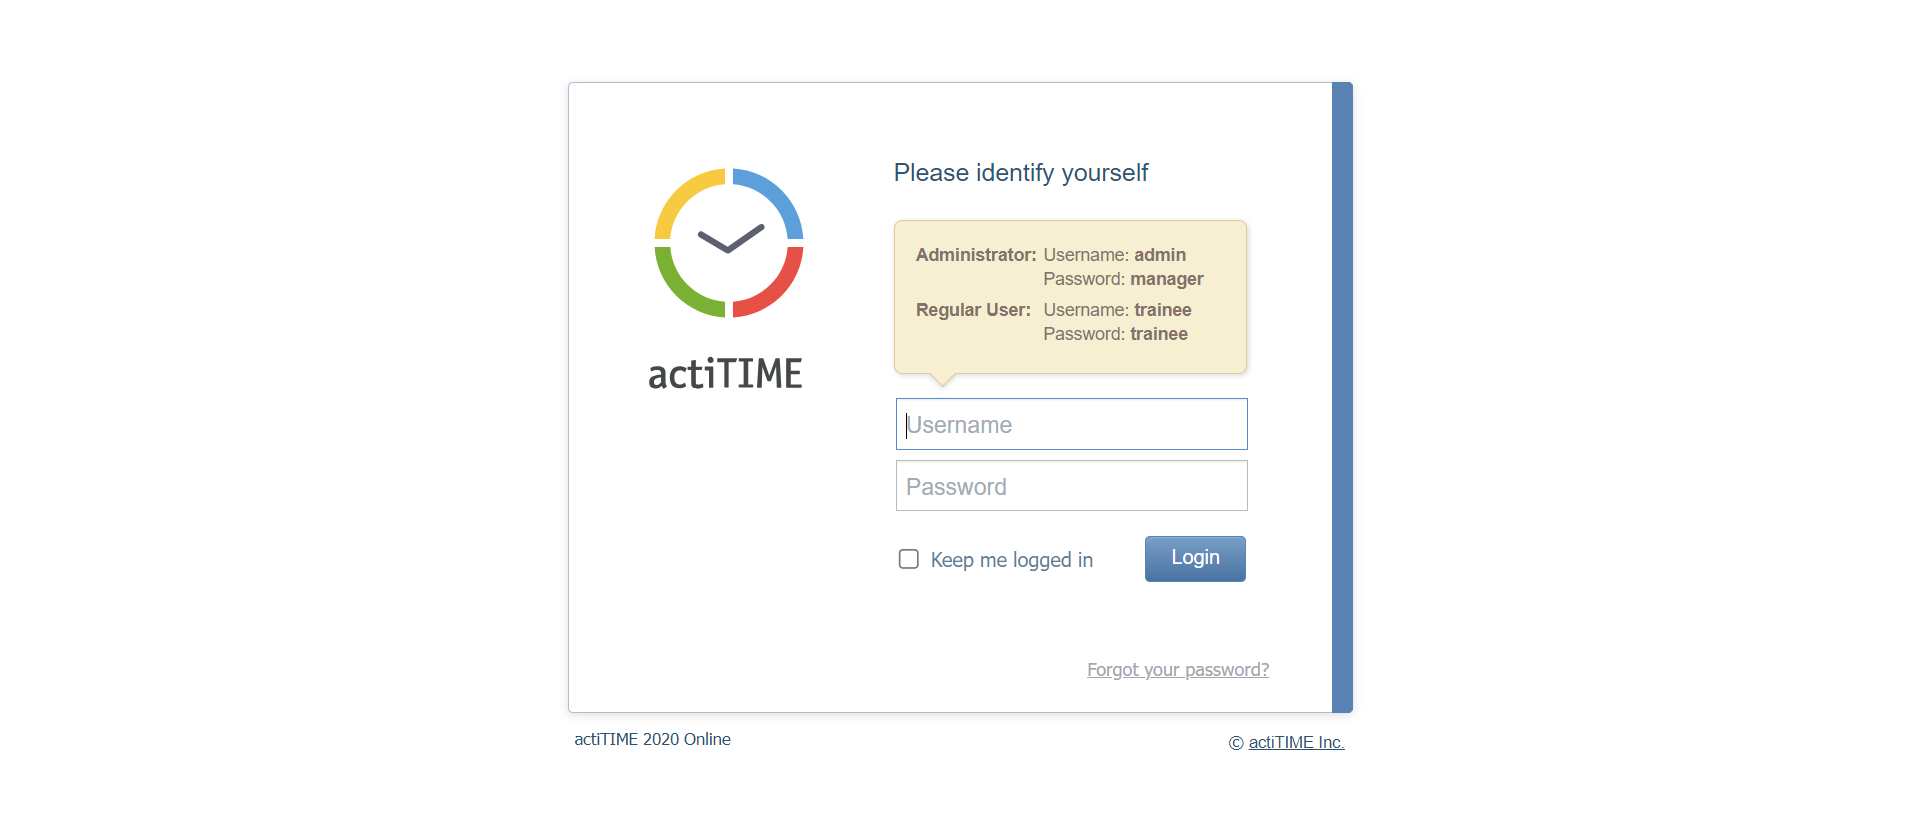 actiTIME
Please identify yourself
Administrator: Username: admin
Password: manager
Regular User: Username: trainee
Password: trainee
Username
Password
Keep me logged in
Login
Forgot your password?
actiTIME 2020 Online
© actiTIME Inc.